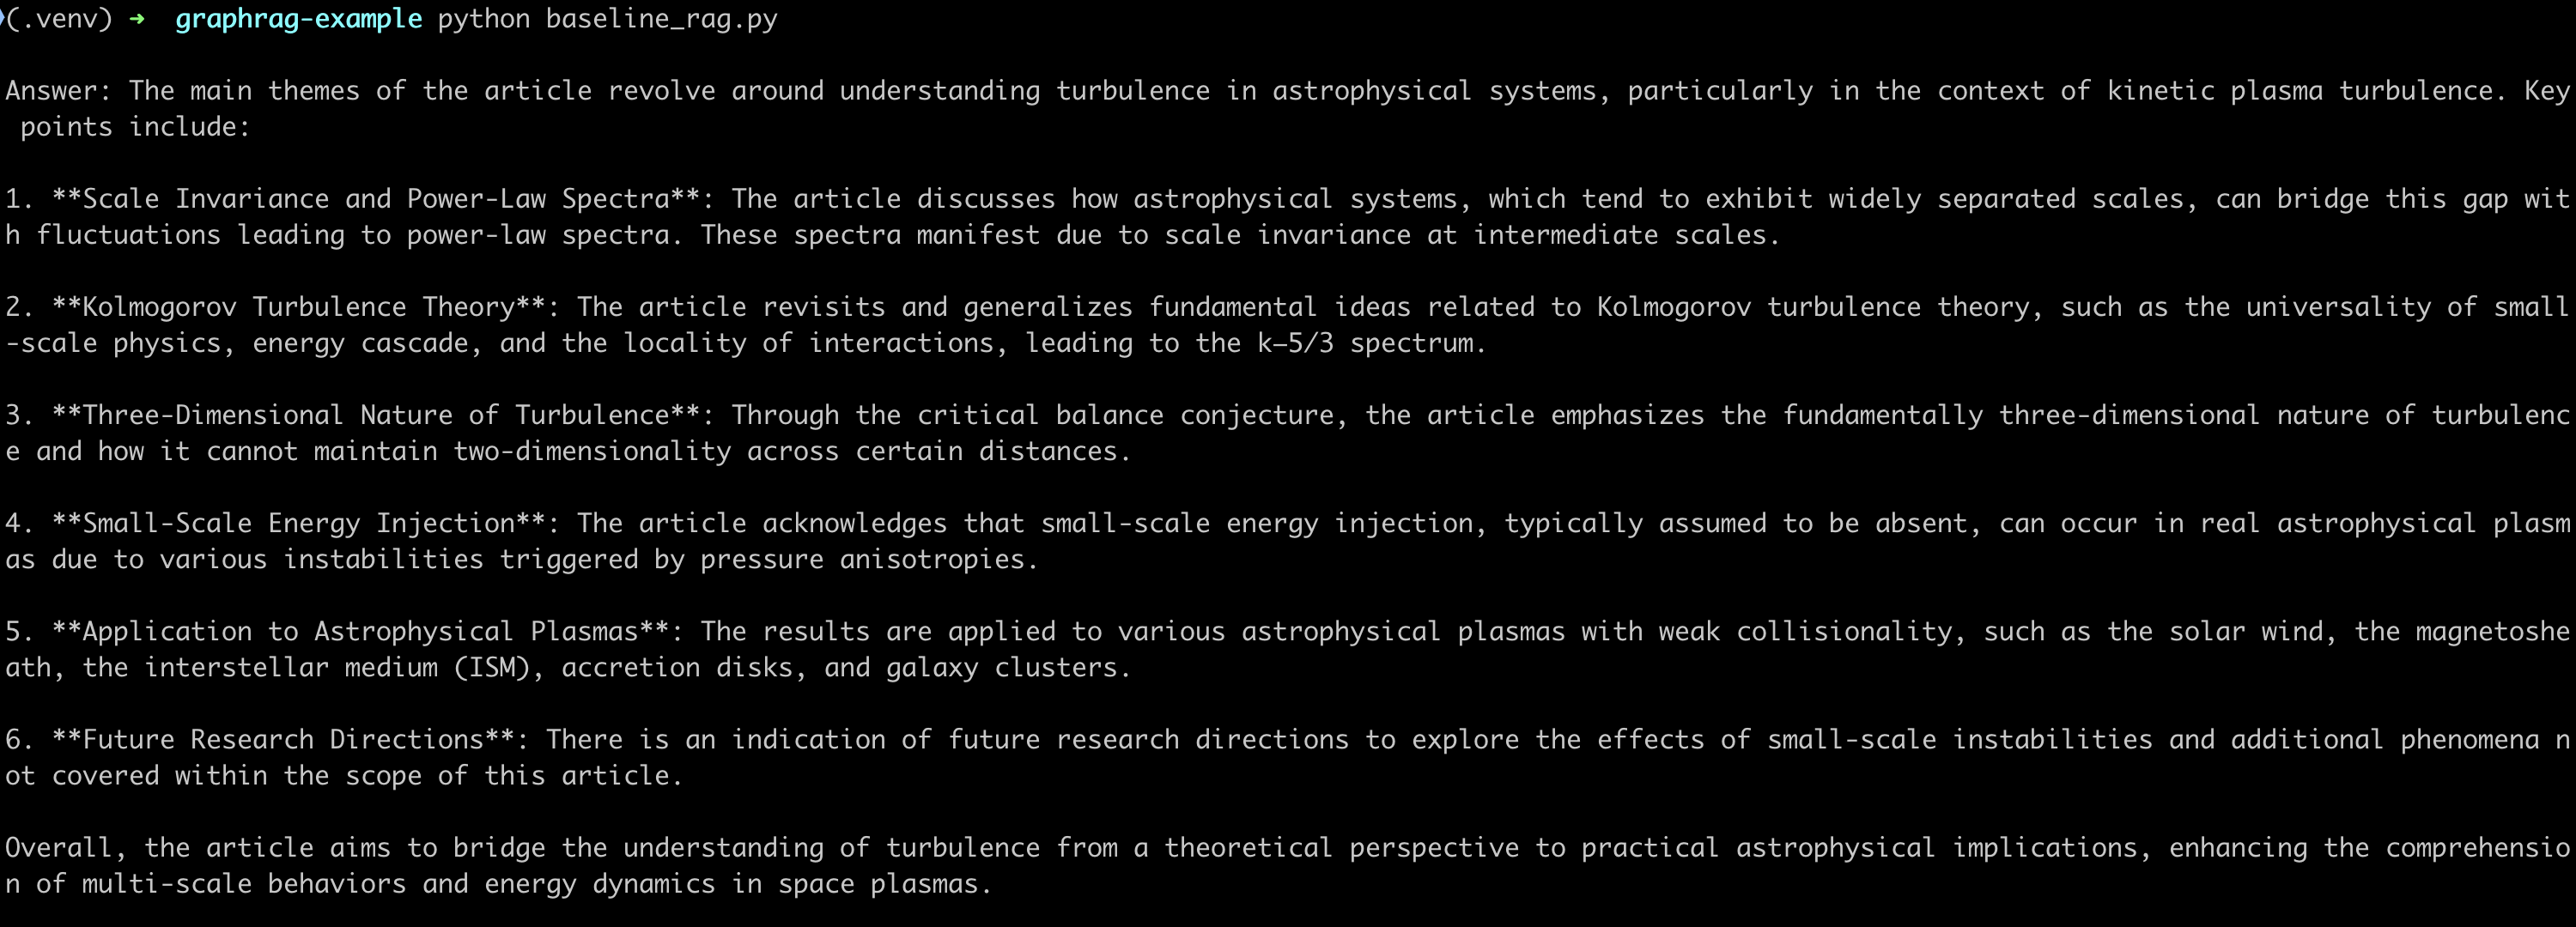 (.venv) ➜  graphrag-example python baseline_rag.py
Answer: The main themes of the article revolve around understanding turbulence in astrophysical systems, particularly in the context of kinetic plasma turbulence. Key
 points include:
1. **Scale Invariance and Power-Law Spectra**: The article discusses how astrophysical systems, which tend to exhibit widely separated scales, can bridge this gap wit
h fluctuations leading to power-law spectra. These spectra manifest due to scale invariance at intermediate scales.
2. **Kolmogorov Turbulence Theory**: The article revisits and generalizes fundamental ideas related to Kolmogorov turbulence theory, such as the universality of small
-scale physics, energy cascade, and the locality of interactions, leading to the k−5/3 spectrum.
3. **Three-Dimensional Nature of Turbulence**: Through the critical balance conjecture, the article emphasizes the fundamentally three-dimensional nature of turbulenc
e and how it cannot maintain two-dimensionality across certain distances.
4. **Small-Scale Energy Injection**: The article acknowledges that small-scale energy injection, typically assumed to be absent, can occur in real astrophysical plasm
as due to various instabilities triggered by pressure anisotropies.
5. **Application to Astrophysical Plasmas**: The results are applied to various astrophysical plasmas with weak collisionality, such as the solar wind, the magnetoshe
ath, the interstellar medium (ISM), accretion disks, and galaxy clusters.
6. **Future Research Directions**: There is an indication of future research directions to explore the effects of small-scale instabilities and additional phenomena n
ot covered within the scope of this article.
Overall, the article aims to bridge the understanding of turbulence from a theoretical perspective to practical astrophysical implications, enhancing the comprehensio
n of multi-scale behaviors and energy dynamics in space plasmas.